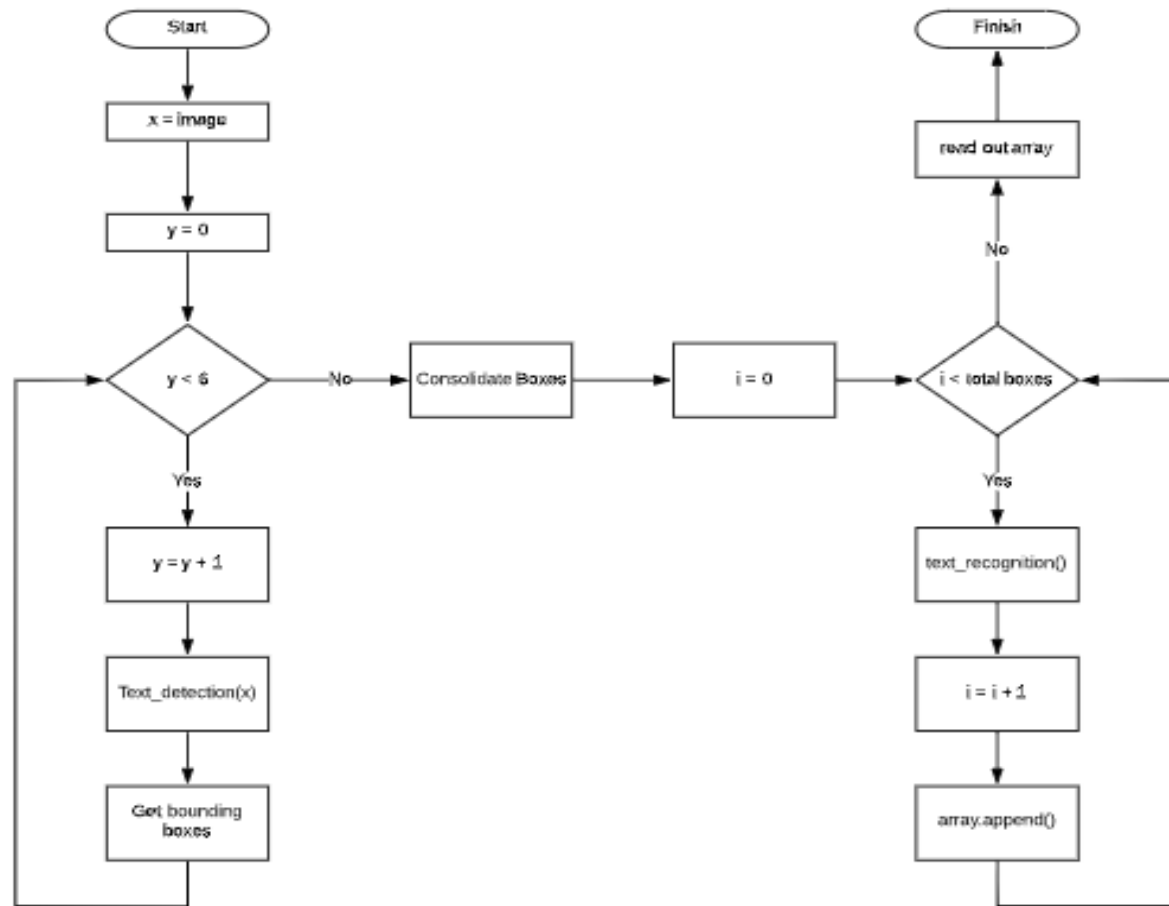 Start
x = image
y = 0
y < 6
No
Yes
y = y + 1
Text_detection(x)
Get bounding
boxes
Consolidate Boxes
i = 0
i < total boxes
No
read out array
Finish
Yes
text_recognition()
i = i + 1
array.append()